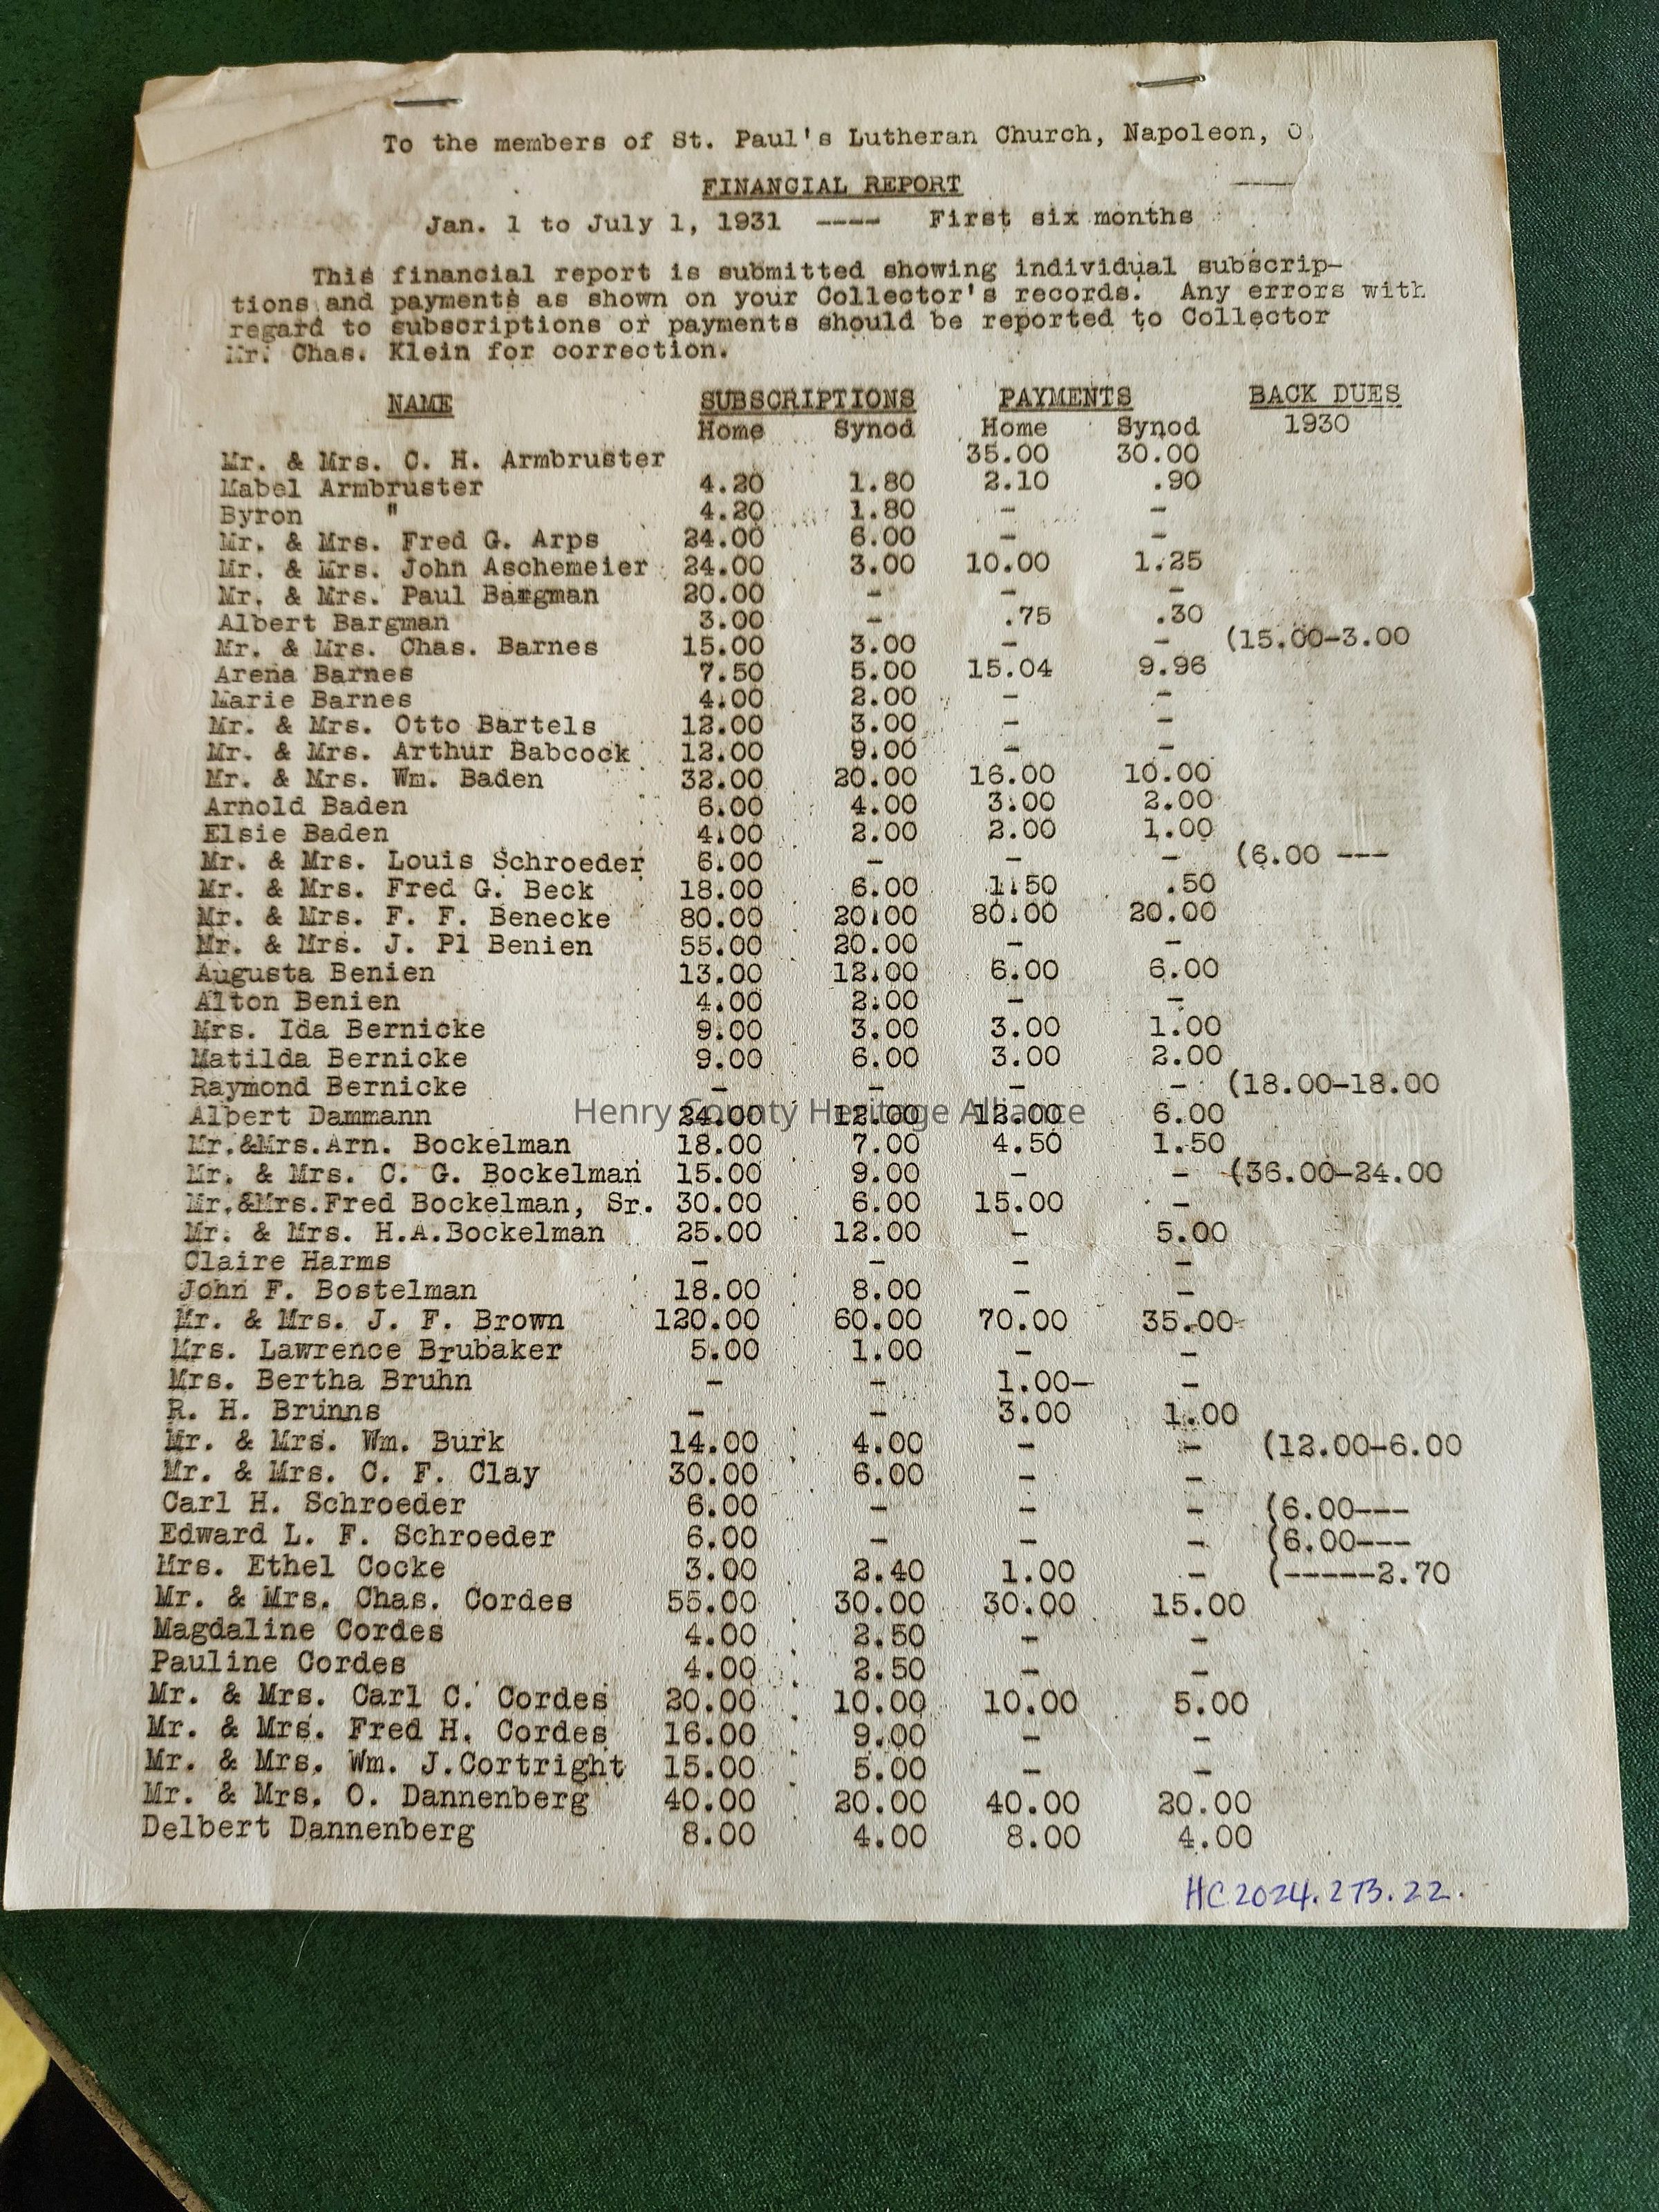 To the members of St. Paul's Lutheran Church, Napoleon, O.
FINANCIAL REPORT
Jan. 1 to July 1, 1931 ---- First six months
This financial report is submitted showing individual subscrip-
tions and payments as shown on your Collector's records. Any errors with
regard to subscriptions or payments should be reported to Collector
Mr. Chas. Klein for correction.
NAME SUBSCRIPTIONS PAYMENTS BACK DUES
Home Synod Home Synod 1930
Mr. & Mrs. C. H. Armbruster 35.00 30.00
Mabel Armbruster 4.20 1.80 2.10 .90
Byron " 4.20 1.80 - -
Mr. & Mrs. Fred G. Arps 24.00 6.00 - -
Mr. & Mrs. John Aschemeier 24.00 3.00 10.00 1.25
Mr. & Mrs. Paul Bargman 20.00 - - -
Albert Bargman 3.00 - .75 .30
Mr. & Mrs. Chas. Barnes 15.00 3.00 - - (15.00-3.00
Arena Barnes 7.50 5.00 15.04 9.96
Marie Barnes 4.00 2.00 - -
Mr. & Mrs. Otto Bartels 12.00 3.00 - -
Mr. & Mrs. Arthur Babcock 12.00 9.00 - -
Mr. & Mrs. Wm. Baden 32.00 20.00 16.00 10.00
Arnold Baden 6.00 4.00 3.00 2.00
Elsie Baden 4.00 2.00 2.00 1.00
Mr. & Mrs. Louis Schroeder 6.00 - - - (6.00 ---
Mr. & Mrs. Fred G. Beck 18.00 6.00 1.50 .50
Mr. & Mrs. F. F. Benecke 80.00 20.00 80.00 20.00
Mr. & Mrs. J. Pl Benien 55.00 20.00 - -
Augusta Benien 13.00 12.00 6.00 6.00
Alton Benien 4.00 2.00 - -
Mrs. Ida Bernicke 9.00 3.00 3.00 1.00
Matilda Bernicke 9.00 6.00 3.00 2.00
Raymond Bernicke - - - - (18.00-18.00
Albert Dammann 24.00 12.00 12.00 6.00
Henry County Heritage Alliance
Mr.&Mrs.Arn. Bockelman 18.00 7.00 4.50 1.50
Mr. & Mrs. C. G. Bockelman 15.00 9.00 - - (36.00-24.00
Mr.&Mrs.Fred Bockelman, Sr. 30.00 6.00 15.00 -
Mr. & Mrs. H.A.Bockelman 25.00 12.00 - 5.00
Claire Harms - - - -
John F. Bostelman 18.00 8.00 - -
Mr. & Mrs. J. F. Brown 120.00 60.00 70.00 35.00
Mrs. Lawrence Brubaker 5.00 1.00 - -
Mrs. Bertha Bruhn - - 1.00- -
R. H. Brunns - - 3.00 1.00
Mr. & Mrs. Wm. Burk 14.00 4.00 - - (12.00-6.00
Mr. & Mrs. C. F. Clay 30.00 6.00 - -
Carl H. Schroeder 6.00 - - - (6.00---
Edward L. F. Schroeder 6.00 - - - (6.00---
Mrs. Ethel Cocke 3.00 2.40 1.00 - (-----2.70
Mr. & Mrs. Chas. Cordes 55.00 30.00 30.00 15.00
Magdaline Cordes 4.00 2.50 - -
Pauline Cordes 4.00 2.50 - -
Mr. & Mrs. Carl C. Cordes 20.00 10.00 10.00 5.00
Mr. & Mrs. Fred H. Cordes 16.00 9.00 - -
Mr. & Mrs. Wm. J.Cortright 15.00 5.00 - -
Mr. & Mrs. O. Dannenberg 40.00 20.00 40.00 20.00
Delbert Dannenberg 8.00 4.00 8.00 4.00
HC2024.273.22.